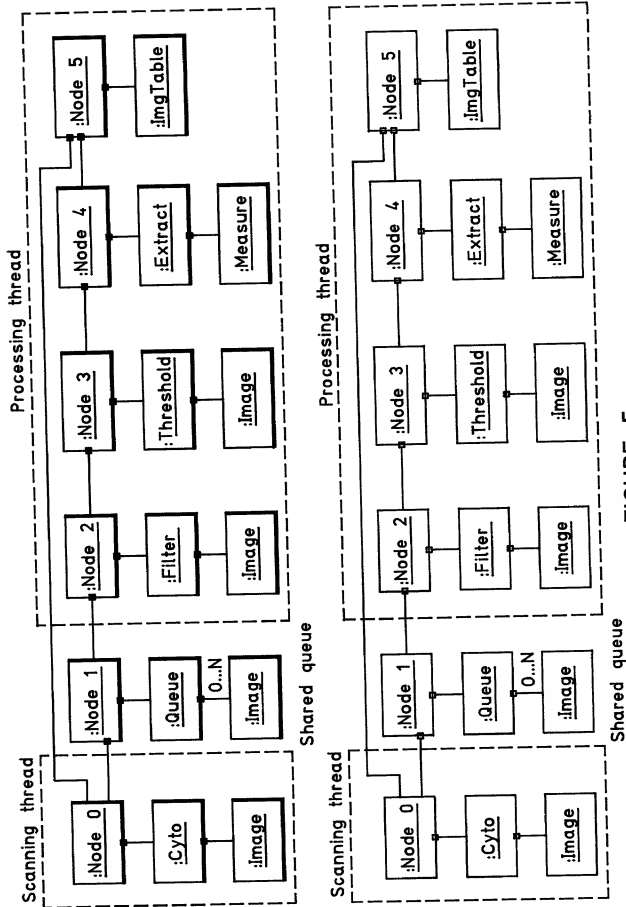 Processing thread
Scanning thread
:Node 0
:Node 1
:Node 2
:Node 3
:Node 4
:Node 5
:Cyto
:Queue
:Filter
:Threshold
:Extract
:ImgTable
0...N
:Image
:Image
:Image
:Image
:Measure
Shared queue
Processing thread
Scanning thread
:Node 0
:Node 1
:Node 2
:Node 3
:Node 4
:Node 5
:Cyto
:Queue
:Filter
:Threshold
:Extract
:ImgTable
0...N
:Image
:Image
:Image
:Image
:Measure
Shared queue